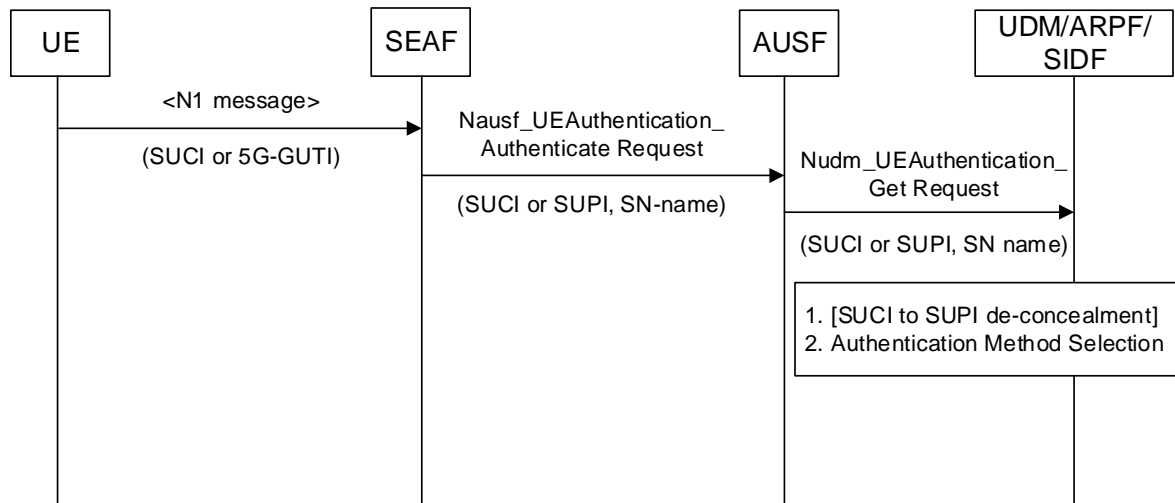 UE
SEAF
AUSF
UDM/ARPF/
SIDF
<N1 message>
(SUCI or 5G-GUTI)
Nausf_UEAuthentication_
Authenticate Request
(SUCI or SUPI, SN-name)
Nudm_UEAuthentication_
Get Request
(SUCI or SUPI, SN name)
1. [SUCI to SUPI de-concealment]
2. Authentication Method Selection